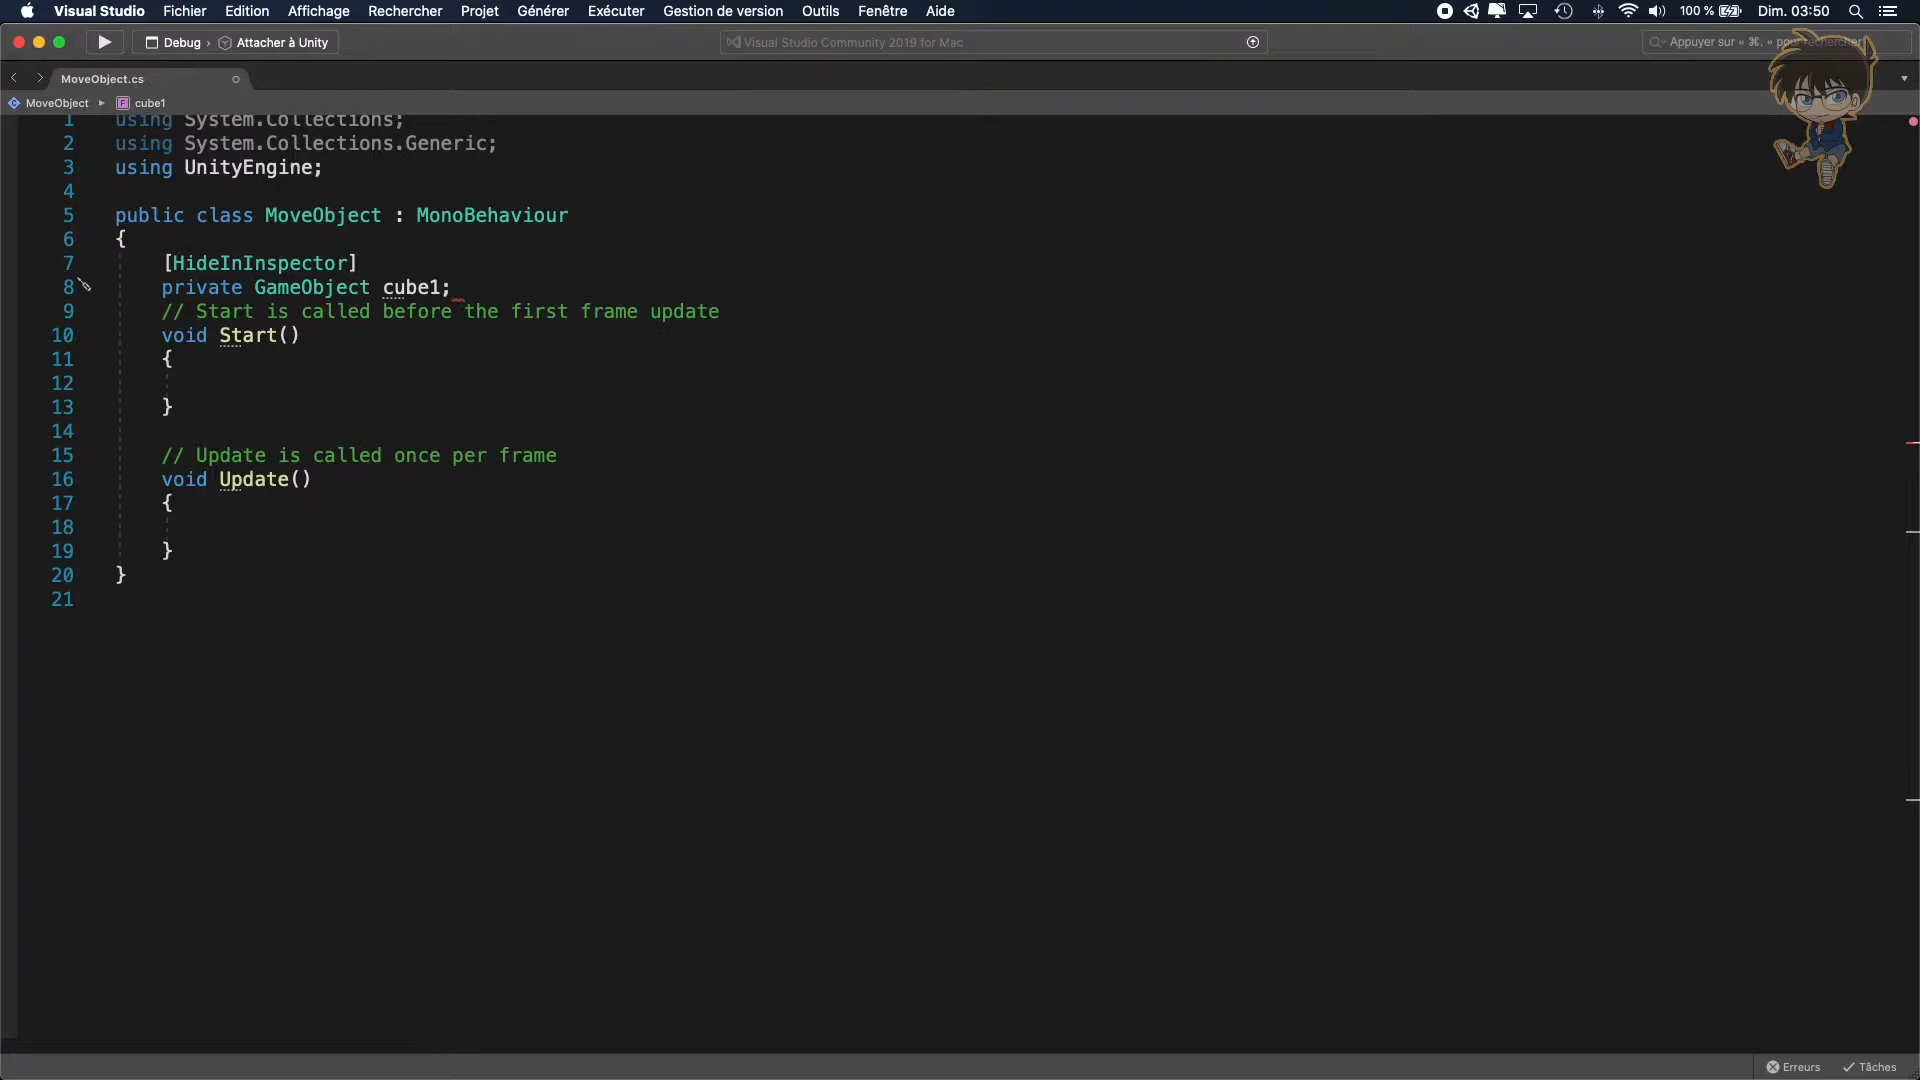 Visual Studio Fichier Edition Affichage Rechercher Projet Générer Exécuter Gestion de version Outils Fenêtre Aide 100 % Dim. 03:50
Debug › Attacher à Unity Visual Studio Community 2019 for Mac Appuyer sur « ⌘. » pour rechercher
MoveObject.cs
MoveObject ▸ cube1
1 using System.Collections;
2 using System.Collections.Generic;
3 using UnityEngine;
4
5 public class MoveObject : MonoBehaviour
6 {
7 [HideInInspector]
8 private GameObject cube1;
9 // Start is called before the first frame update
10 void Start()
11 {
12
13 }
14
15 // Update is called once per frame
16 void Update()
17 {
18
19 }
20 }
21
Erreurs Tâches